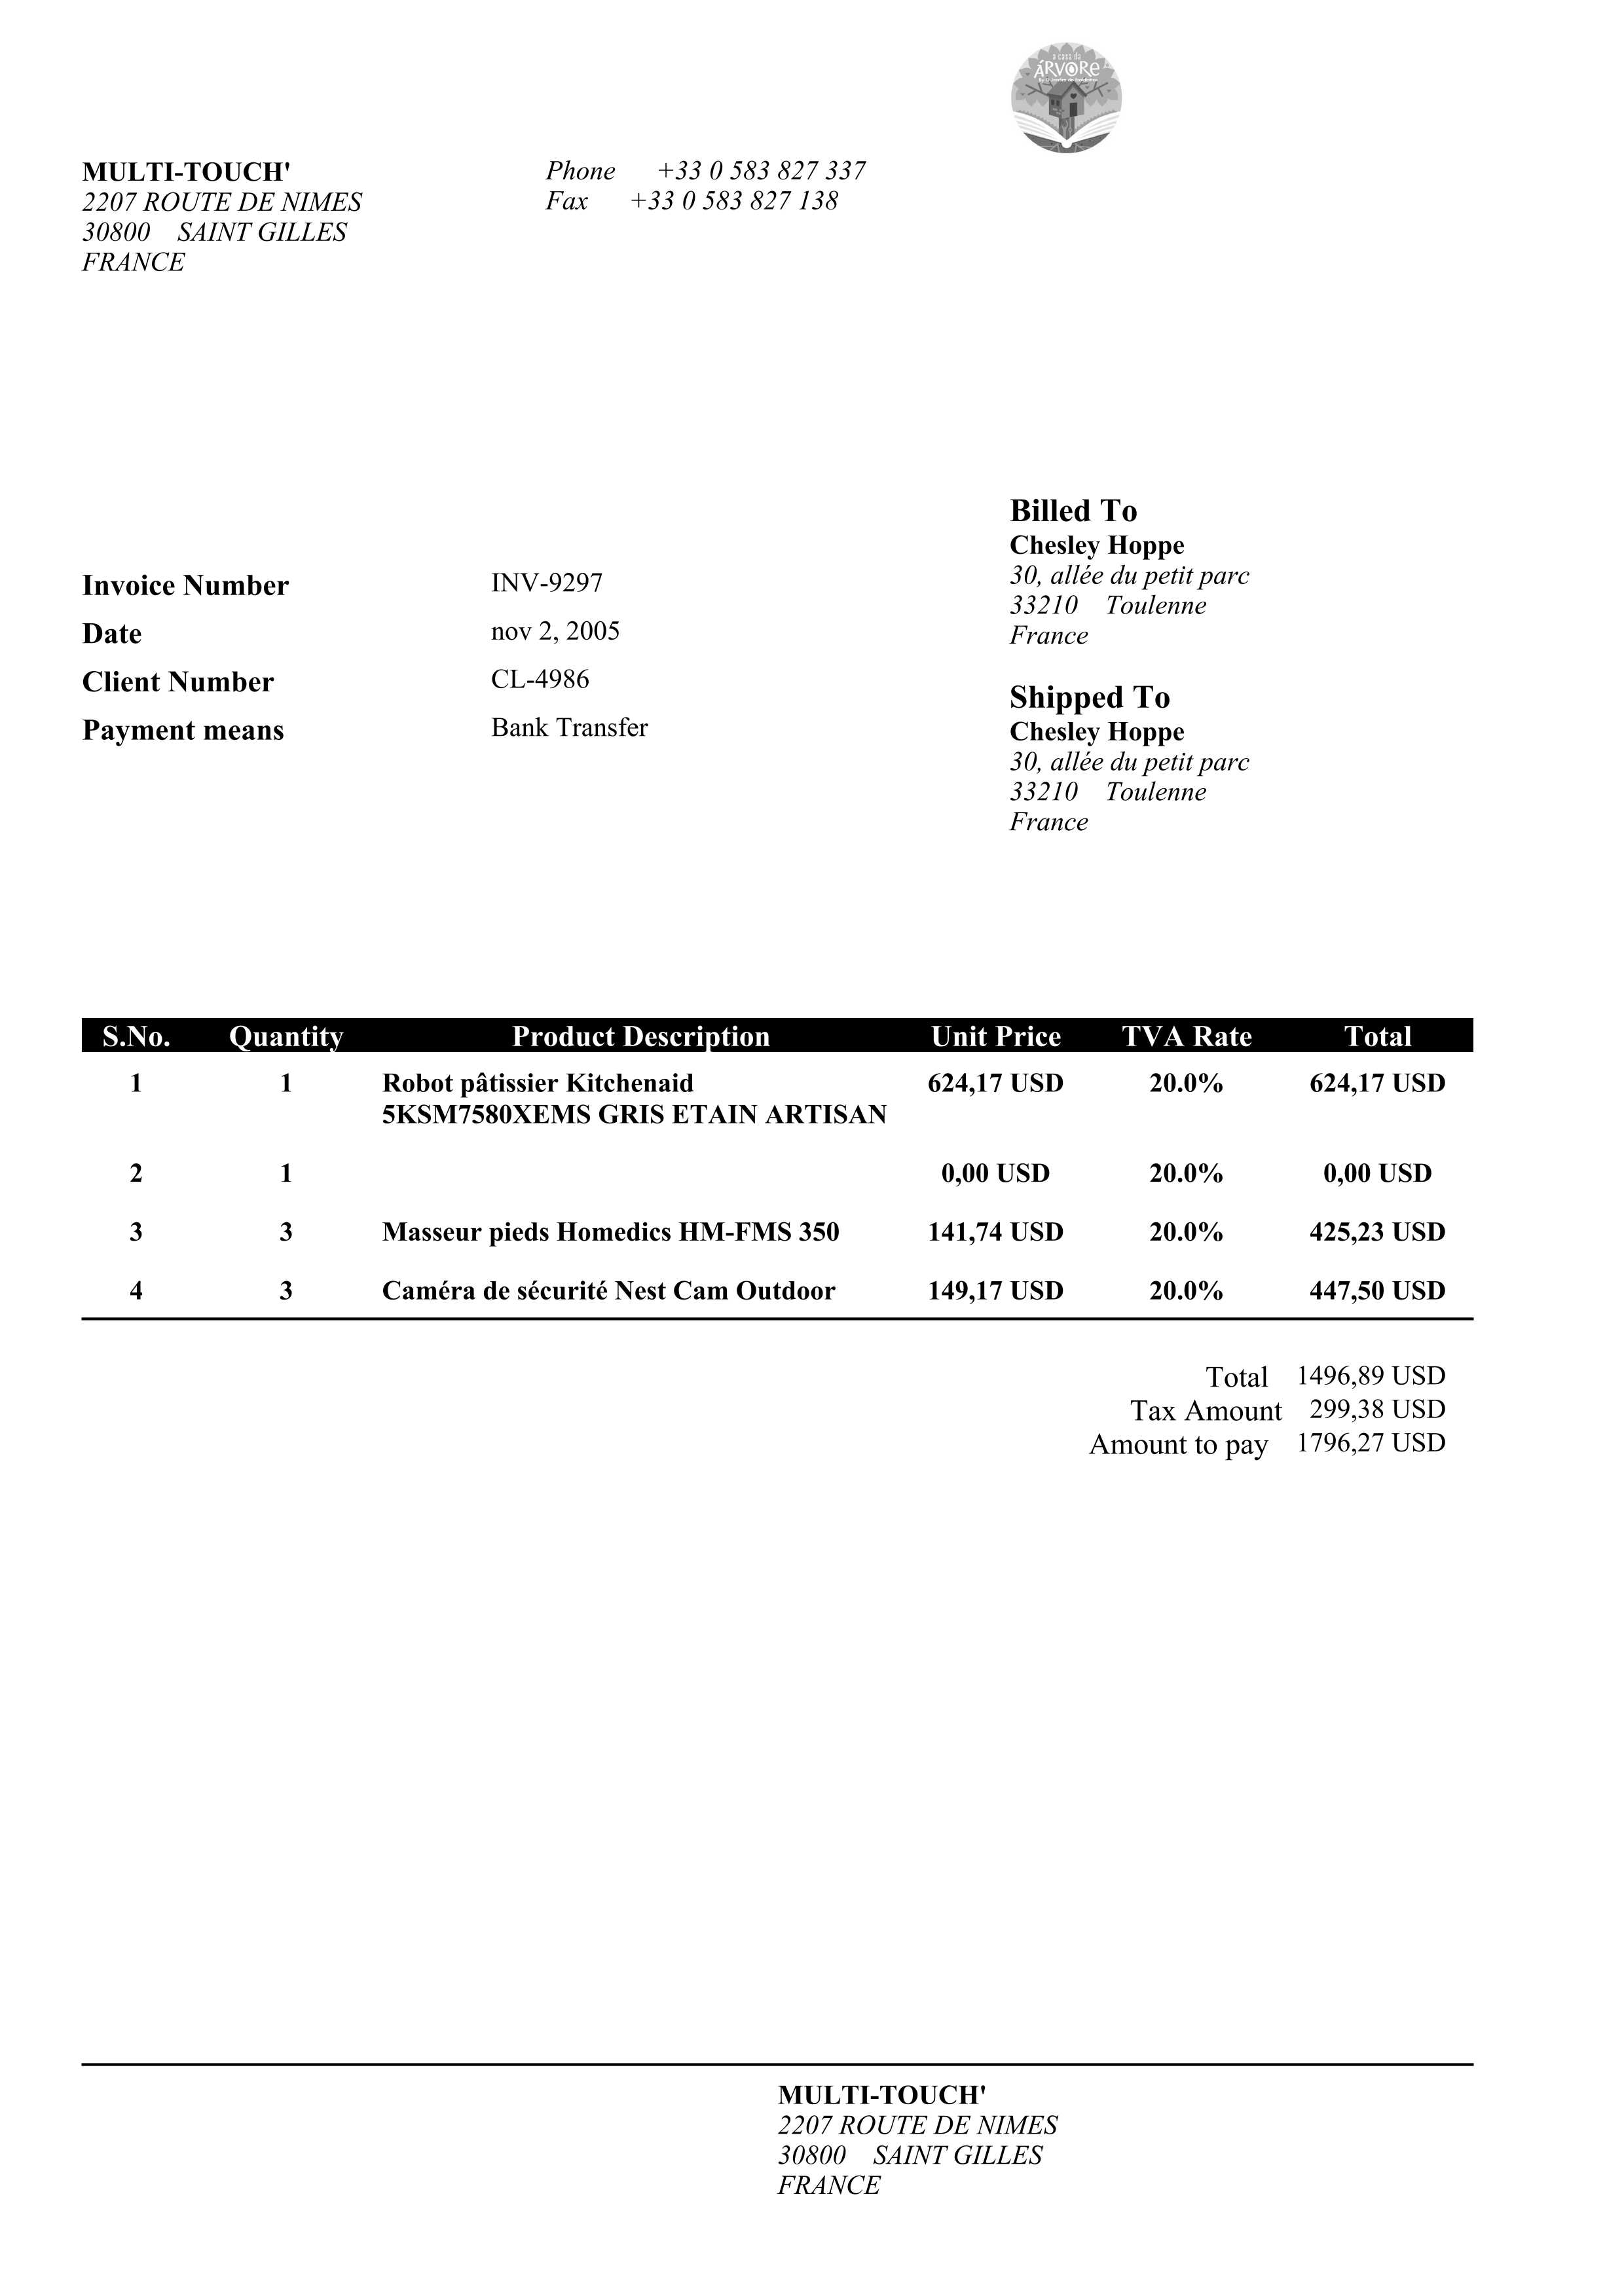 a casa da
ÁRVORe
MULTI-TOUCH'
2207 ROUTE DE NIMES
30800 SAINT GILLES
FRANCE
Phone +33 0 583 827 337
Fax +33 0 583 827 138
Billed To
Chesley Hoppe
30, allée du petit parc
33210 Toulenne
France
Invoice Number INV-9297
Date nov 2, 2005
Client Number CL-4986
Payment means Bank Transfer
Shipped To
Chesley Hoppe
30, allée du petit parc
33210 Toulenne
France
S.No. Quantity Product Description Unit Price TVA Rate Total
1 1 Robot pâtissier Kitchenaid 624,17 USD 20.0% 624,17 USD
5KSM7580XEMS GRIS ETAIN ARTISAN
2 1 0,00 USD 20.0% 0,00 USD
3 3 Masseur pieds Homedics HM-FMS 350 141,74 USD 20.0% 425,23 USD
4 3 Caméra de sécurité Nest Cam Outdoor 149,17 USD 20.0% 447,50 USD
Total 1496,89 USD
Tax Amount 299,38 USD
Amount to pay 1796,27 USD
MULTI-TOUCH'
2207 ROUTE DE NIMES
30800 SAINT GILLES
FRANCE